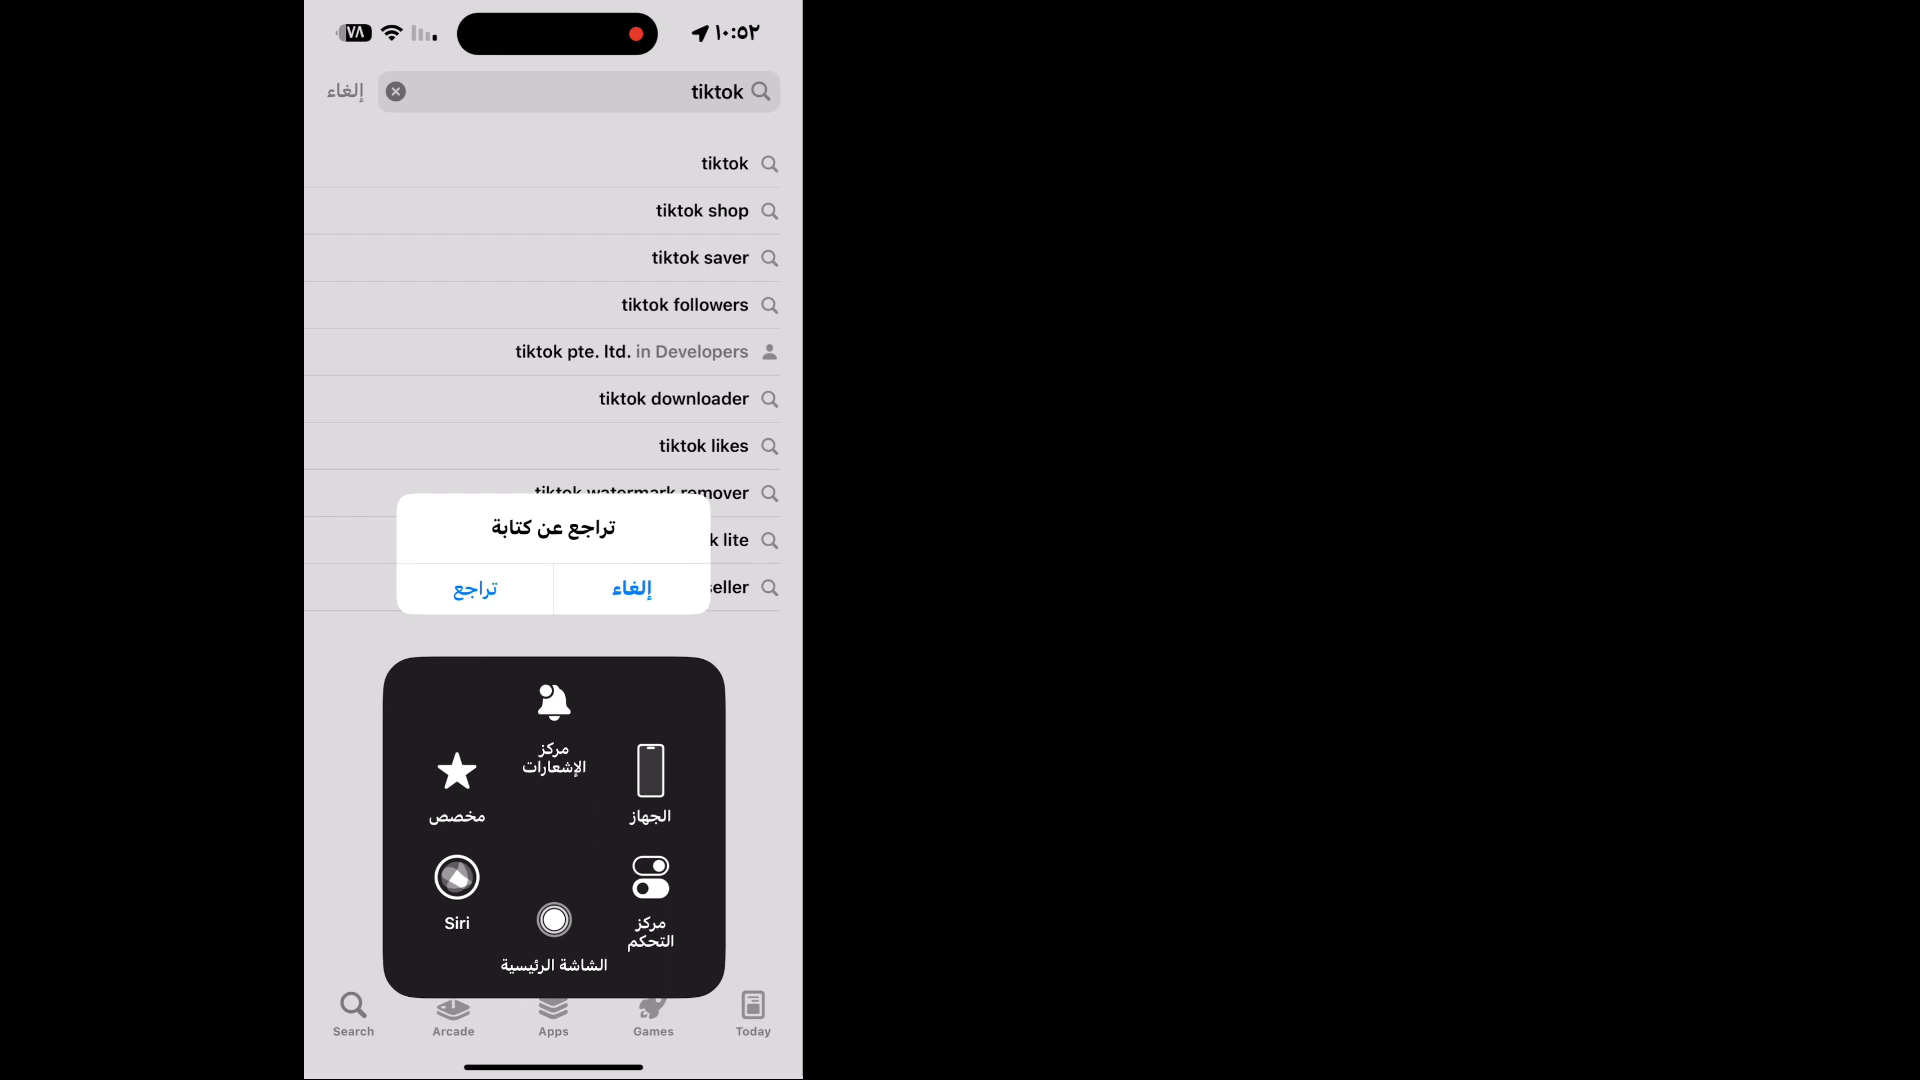 ١٠:٥٢
٧٨
tiktok
إلغاء
tiktok
tiktok shop
tiktok saver
tiktok followers
tiktok pte. ltd. in Developers
tiktok downloader
tiktok likes
tiktok watermark remover
k lite
seller
تراجع عن كتابة
إلغاء
تراجع
مركز
الإشعارات
الجهاز
مخصص
مركز
التحكم
Siri
الشاشة الرئيسية
Search
Arcade
Apps
Games
Today